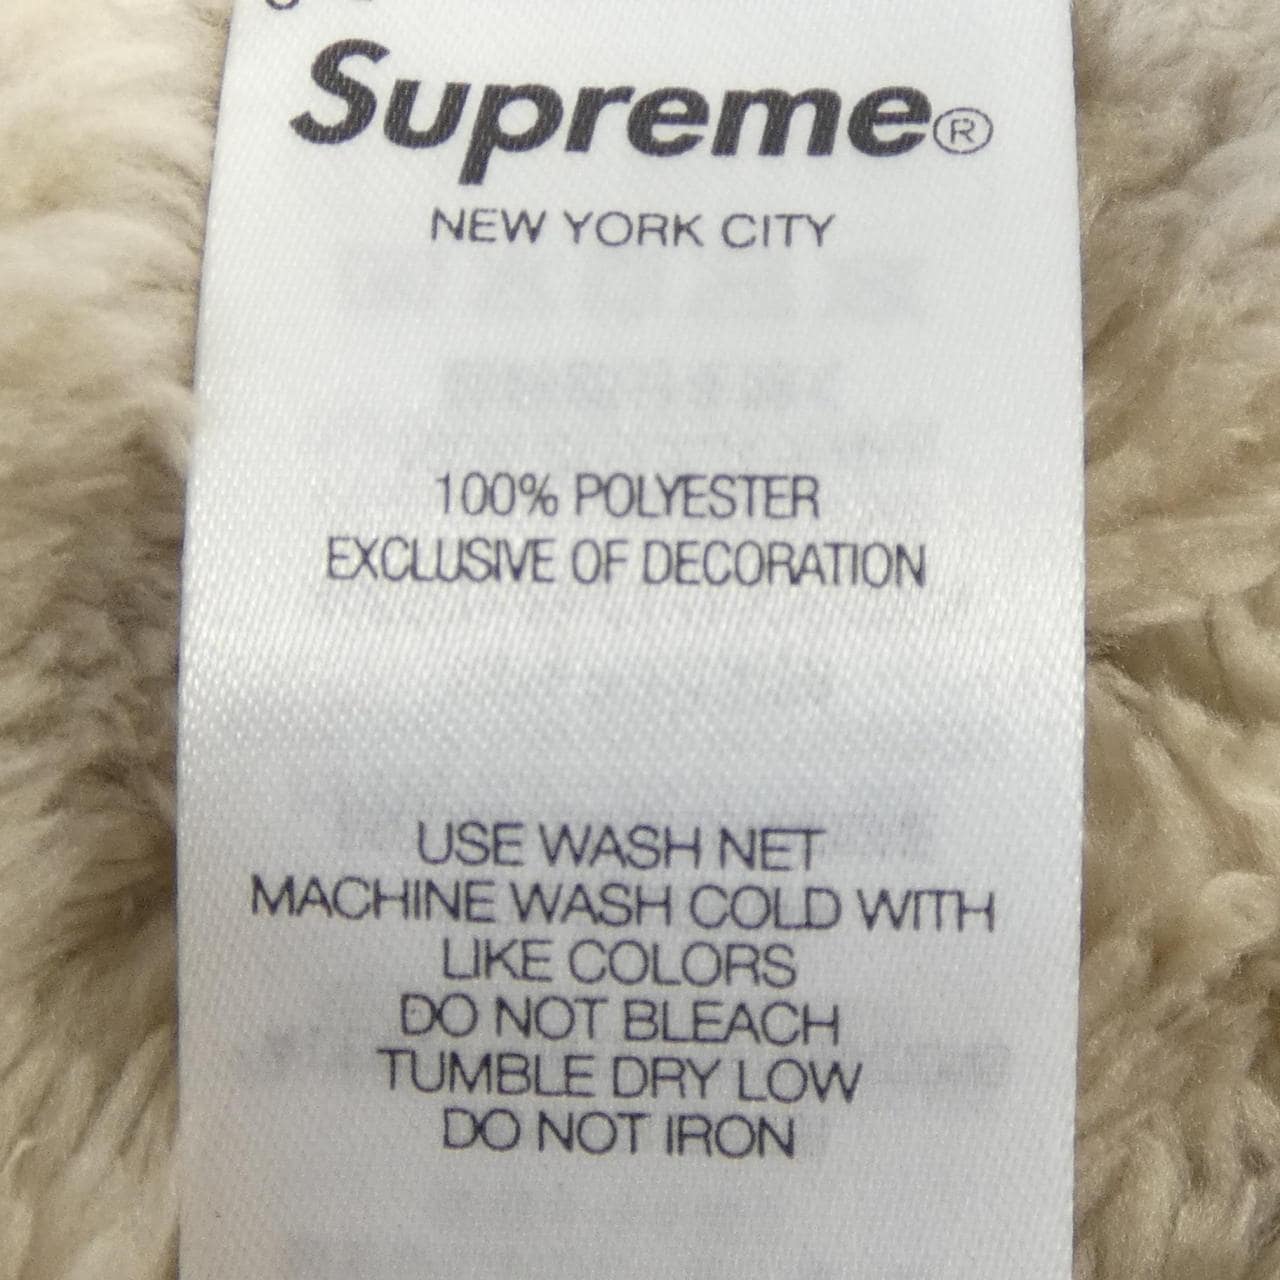 Supreme®
NEW YORK CITY
100% POLYESTER
EXCLUSIVE OF DECORATION
USE WASH NET
MACHINE WASH COLD WITH
LIKE COLORS
DO NOT BLEACH
TUMBLE DRY LOW
DO NOT IRON